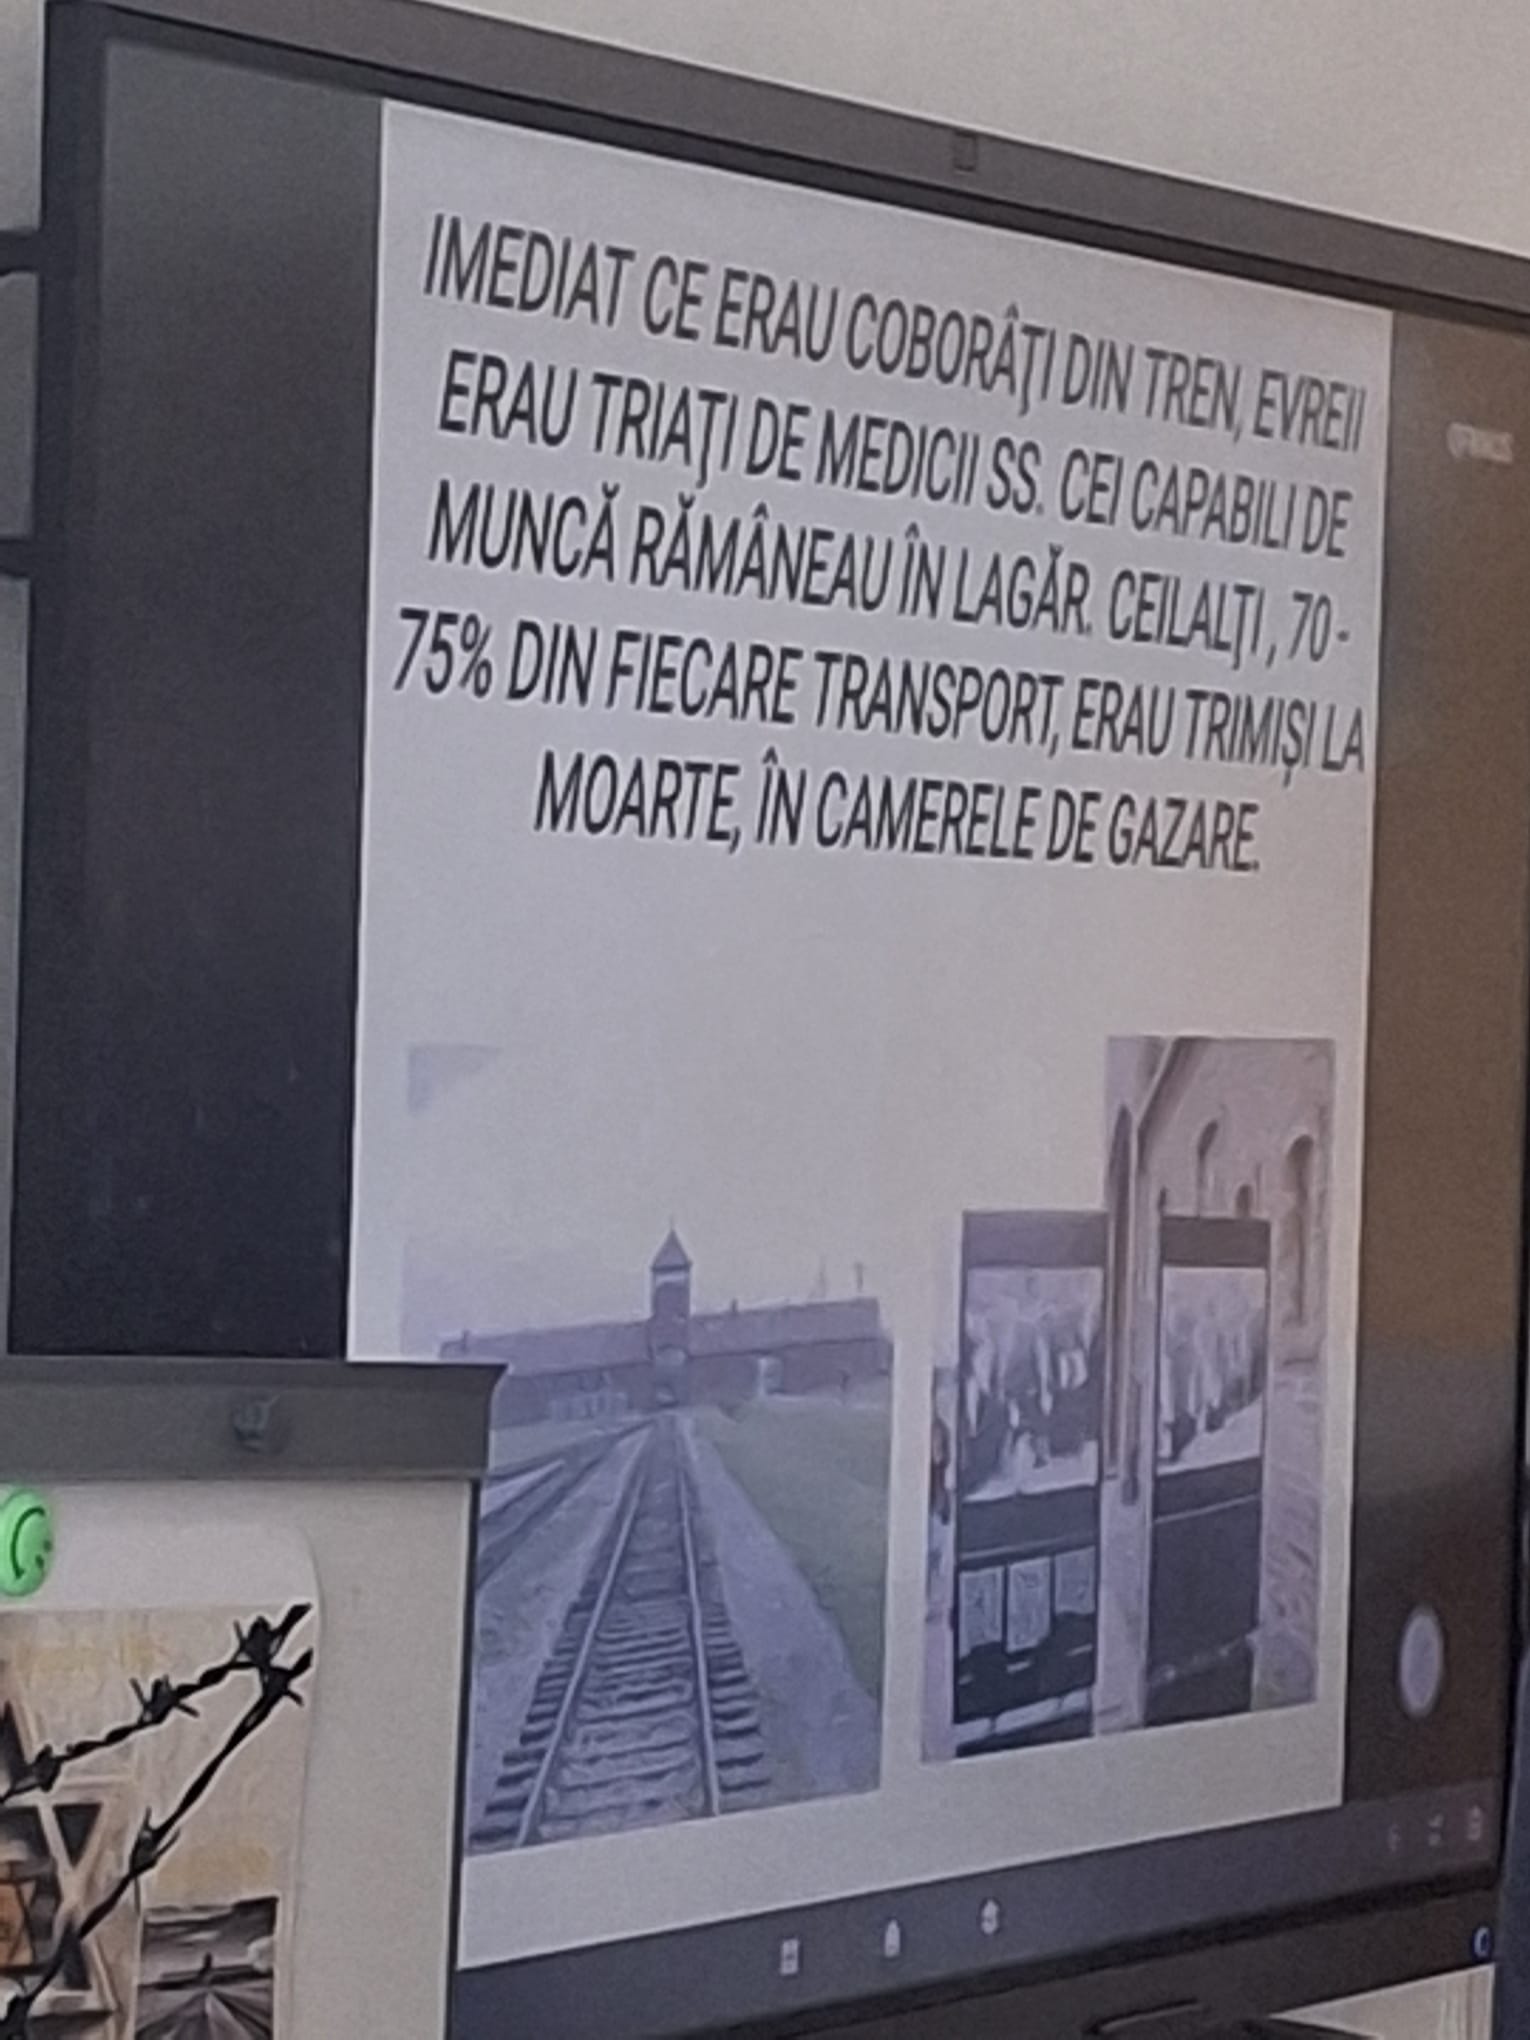 IMEDIAT CE ERAU COBORÂŢI DIN TREN, EVREII
ERAU TRIAŢI DE MEDICII SS. CEI CAPABILI DE
MUNCĂ RĂMÂNEAU ÎN LAGĂR. CEILALŢI, 70-
75% DIN FIECARE TRANSPORT, ERAU TRIMIŞI LA
MOARTE, ÎN CAMERELE DE GAZARE.